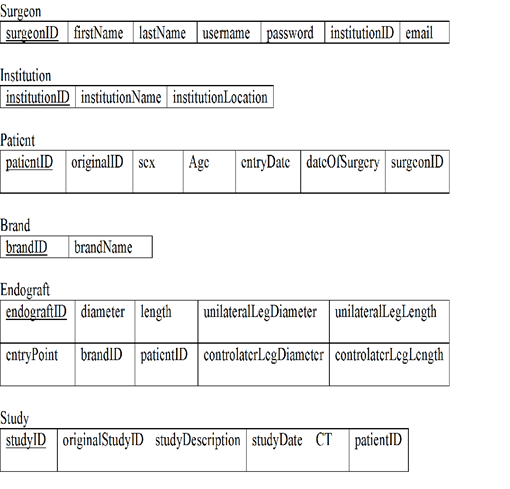 Surgeon
surgeonID firstName lastName username password institutionID email
Institution
institutionID institutionName institutionLocation
Patient
patientID originalID sex Age entryDate dateOfSurgery surgeonID
Brand
brandID brandName
Endograft
endograftID diameter length unilateralLegDiameter unilateralLegLength
entryPoint brandID patientID controlaterLegDiameter controlaterLegLength
Study
studyID originalStudyID studyDescription studyDate CT patientID